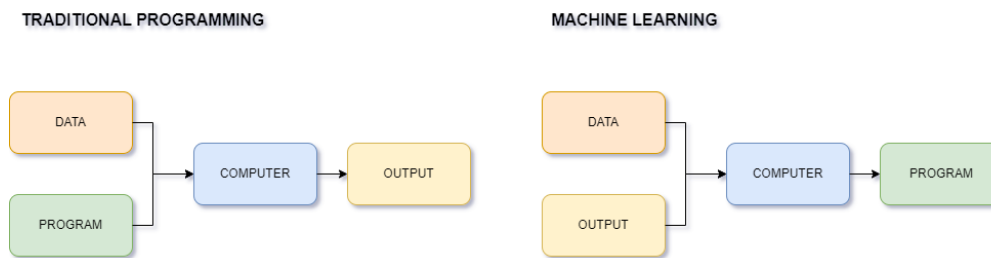 TRADITIONAL PROGRAMMING
DATA
PROGRAM
COMPUTER
OUTPUT
MACHINE LEARNING
DATA
OUTPUT
COMPUTER
PROGRAM